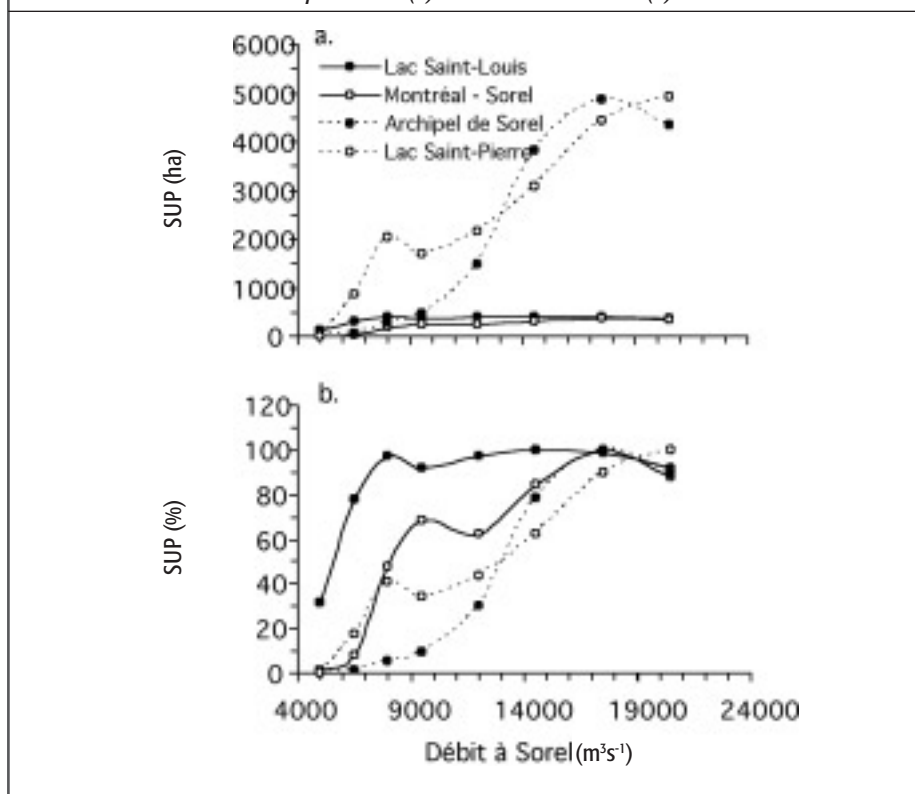 a.
6000
5000
4000
3000
2000
1000
0
SUP (ha)
Lac Saint-Louis
Montréal - Sorel
Archipel de Sorel
Lac Saint-Pierre
b.
120
100
80
60
40
20
0
SUP (%)
4000 9000 14000 19000 24000
Débit à Sorel (m³s⁻¹)